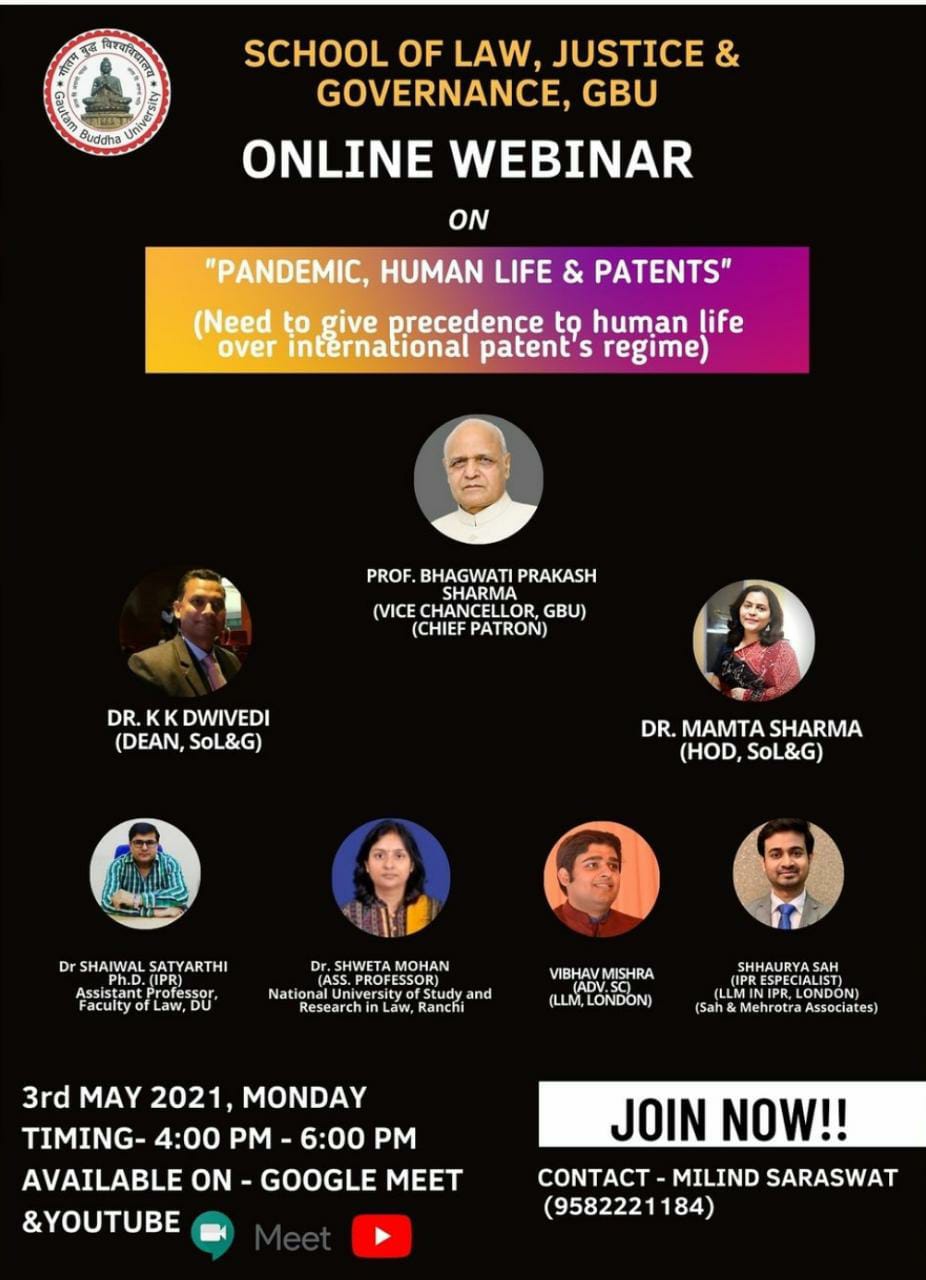 गौतम बुद्ध विश्वविद्यालय
Gautam Buddha University
SCHOOL OF LAW, JUSTICE &
GOVERNANCE, GBU
ONLINE WEBINAR
ON
"PANDEMIC, HUMAN LIFE & PATENTS"
(Need to give precedence to human life
over international patent's regime)
PROF. BHAGWATI PRAKASH
SHARMA
(VICE CHANCELLOR, GBU)
(CHIEF PATRON)
DR. K K DWIVEDI
(DEAN, SoL&G)
DR. MAMTA SHARMA
(HOD, SoL&G)
Dr SHAIWAL SATYARTHI
Ph.D. (IPR)
Assistant Professor,
Faculty of Law, DU
Dr. SHWETA MOHAN
(ASS. PROFESSOR)
National University of Study and
Research in Law, Ranchi
VIBHAV MISHRA
(ADV. SC)
(LLM, LONDON)
SHHAURYA SAH
(IPR ESPECIALIST)
(LLM IN IPR, LONDON)
(Sah & Mehrotra Associates)
3rd MAY 2021, MONDAY
TIMING- 4:00 PM - 6:00 PM
AVAILABLE ON - GOOGLE MEET
&YOUTUBE
Meet
JOIN NOW!!
CONTACT - MILIND SARASWAT
(9582221184)